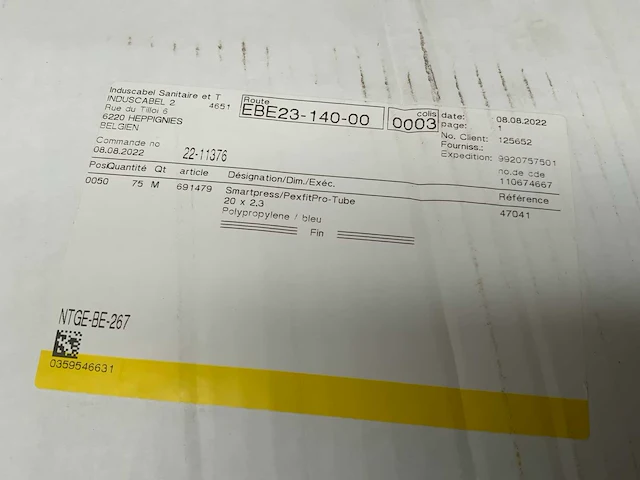 Induscabel Sanitaire et T
INDUSCABEL 2 4651
Rue du Tilloi 6
6220 HEPPIGNIES
BELGIEN
Route
EBE23-140-00
colis
0003
date: 08.08.2022
page: 1
No. Client: 125652
Fourniss.:
Expedition: 9920757501
Commande no no.de cde
08.08.2022 22-11376 110674667
Pos Quantité Qt article Désignation/Dim./Exéc. Référence
0050 75 M 691479 Smartpress/PexfitPro-Tube 47041
20 x 2.3
Polypropylene / bleu
Fin
NTGE-BE-267
0359546631